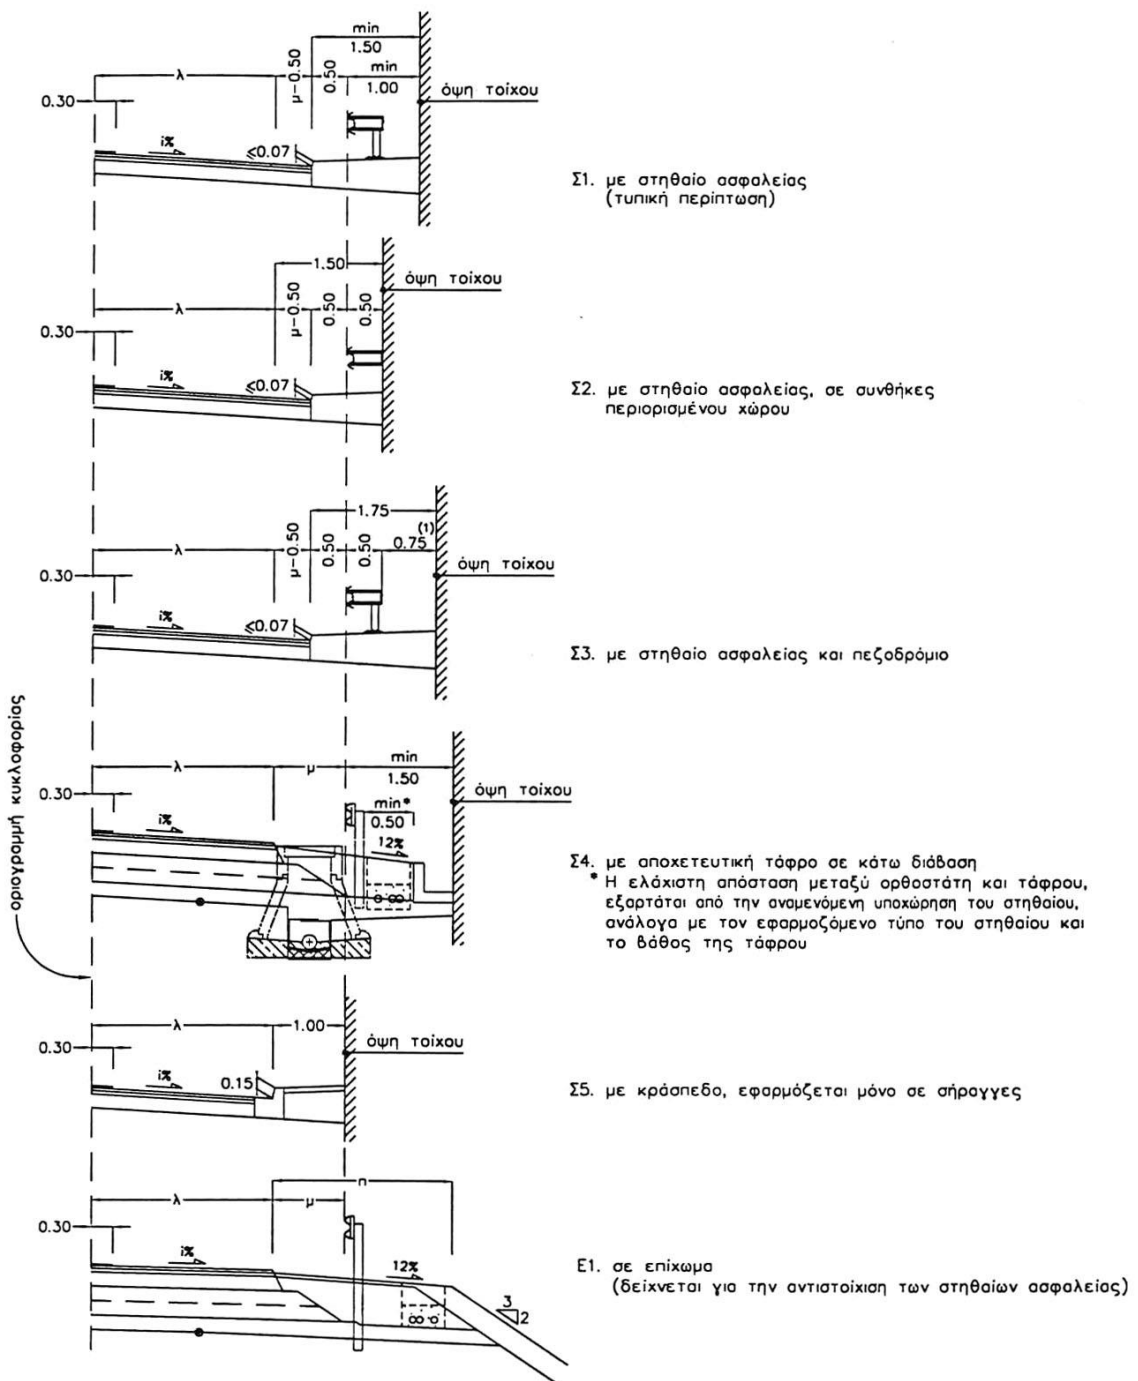 min
1.50
λ
μ-0.50
0.50
min
1.00
0.30
όψη τοίχου
i%
≤0.07
Σ1. με στηθαίο ασφαλείας
(τυπική περίπτωση)
1.50
όψη τοίχου
λ
μ-0.50
0.50
0.50
0.30
i%
≤0.07
Σ2. με στηθαίο ασφαλείας, σε συνθήκες
περιορισμένου χώρου
1.75
(1)
λ
μ-0.50
0.50
0.50
0.75
0.30
όψη τοίχου
i%
≤0.07
Σ3. με στηθαίο ασφαλείας και πεζοδρόμιο
οριογραμμή κυκλοφορίας
min
λ
μ
1.50
0.30
όψη τοίχου
min*
0.50
i%
12%
Σ4. με αποχετευτική τάφρο σε κάτω διάβαση
* Η ελάχιστη απόσταση μεταξύ ορθοστάτη και τάφρου,
εξαρτάται από την αναμενόμενη υποχώρηση του στηθαίου,
ανάλογα με τον εφαρμοζόμενο τύπο του στηθαίου και
το βάθος της τάφρου
λ
1.00
0.30
όψη τοίχου
i%
0.15
Σ5. με κράσπεδο, εφαρμόζεται μόνο σε σήραγγες
π
λ
μ
0.30
i%
12%
3
2
Ε1. σε επίχωμα
(δείχνεται για την αντιστοίχιση των στηθαίων ασφαλείας)